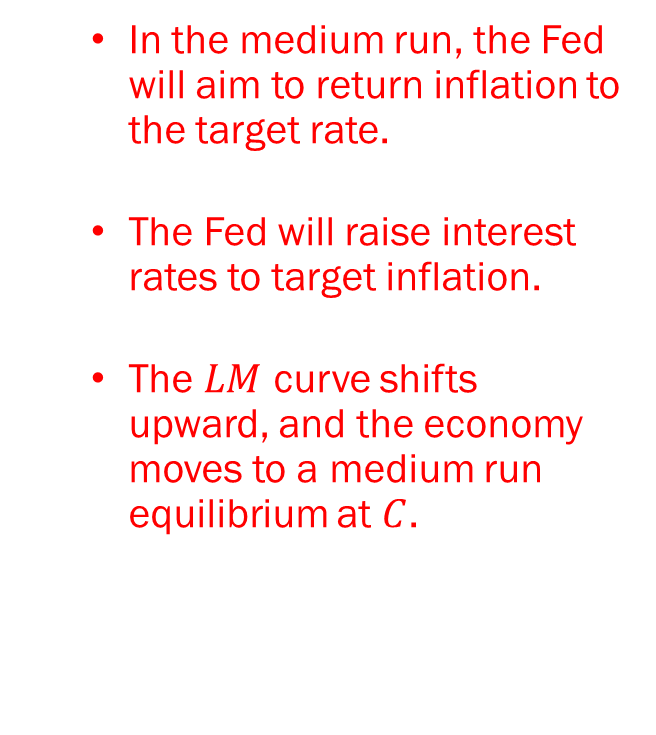 • In the medium run, the Fed
will aim to return inflation to
the target rate.
• The Fed will raise interest
rates to target inflation.
• The LM curve shifts
upward, and the economy
moves to a medium run
equilibrium at C.